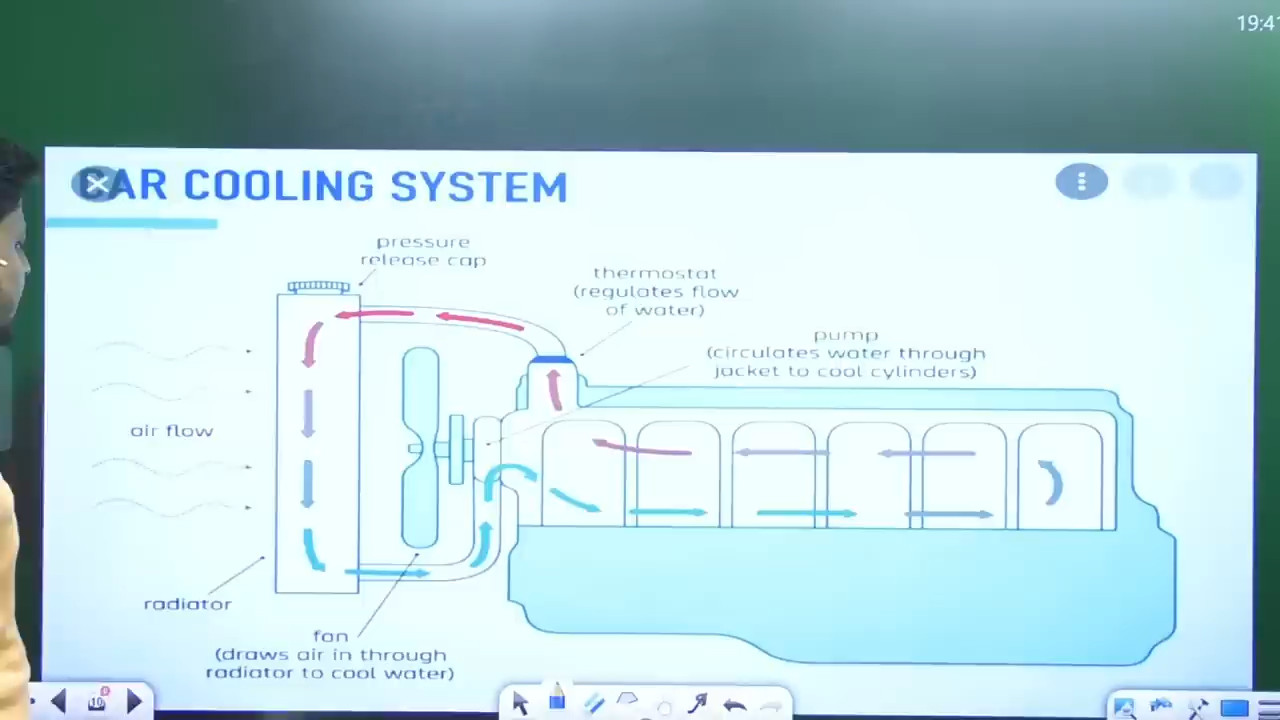 19:41
CAR COOLING SYSTEM
pressure
release cap
thermostat
(regulates flow
of water)
pump
(circulates water through
jacket to cool cylinders)
air flow
radiator
fan
(draws air in through
radiator to cool water)